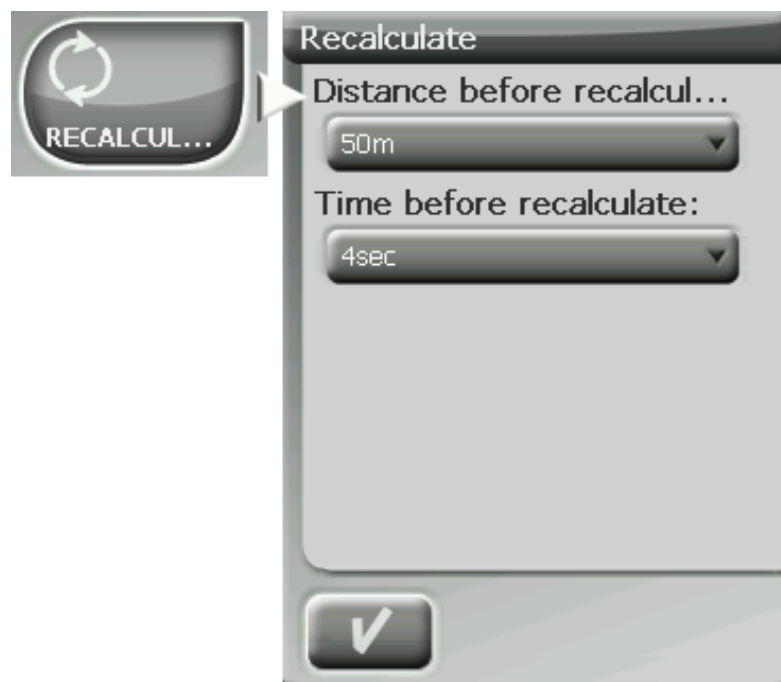 RECALCUL...
Recalculate
Distance before recalcul...
50m
Time before recalculate:
4sec